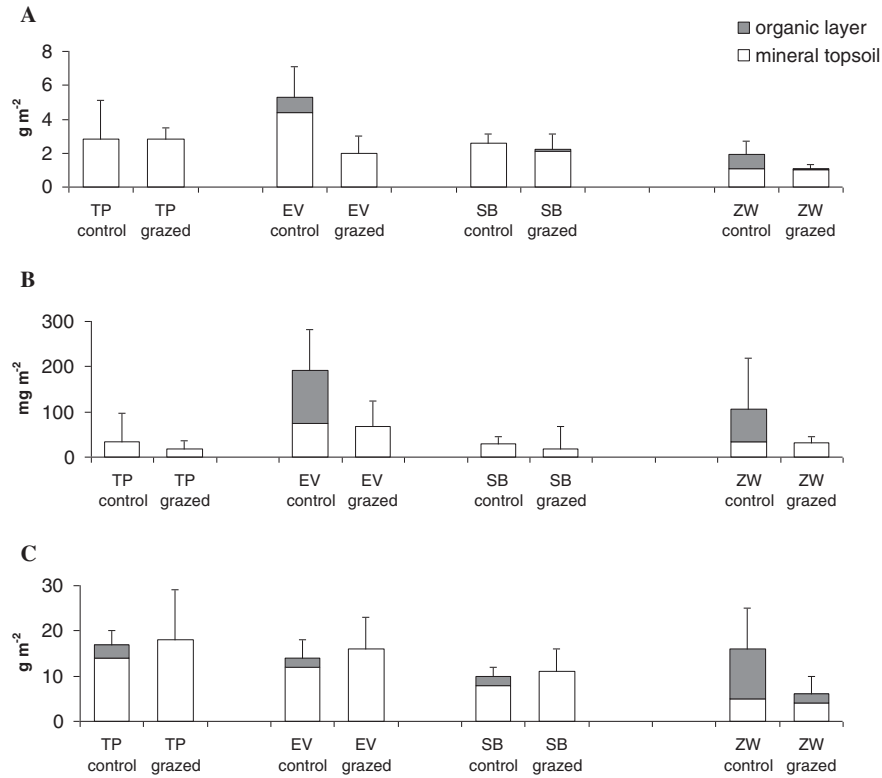 A
organic layer
mineral topsoil
8
6
4
2
0
g m⁻²
TP control
TP grazed
EV control
EV grazed
SB control
SB grazed
ZW control
ZW grazed
B
300
200
100
0
mg m⁻²
TP control
TP grazed
EV control
EV grazed
SB control
SB grazed
ZW control
ZW grazed
C
30
20
10
0
g m⁻²
TP control
TP grazed
EV control
EV grazed
SB control
SB grazed
ZW control
ZW grazed